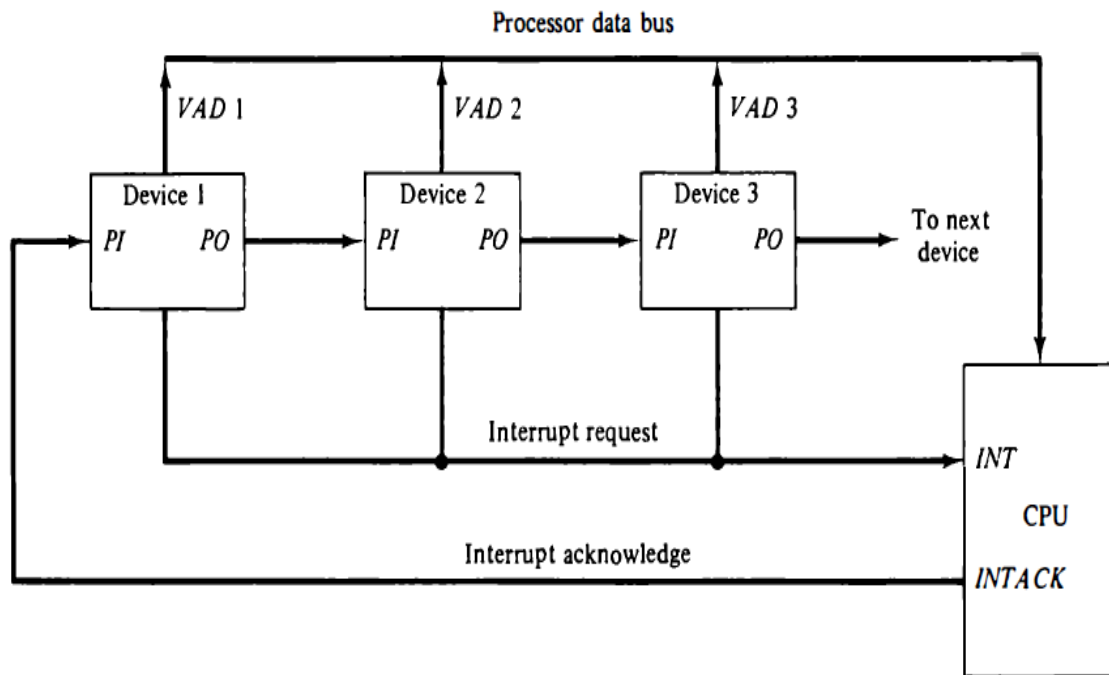 Processor data bus
VAD 1
VAD 2
VAD 3
Device 1
Device 2
Device 3
PI
PO
PI
PO
PI
PO
To next
device
Interrupt request
INT
CPU
Interrupt acknowledge
INTACK